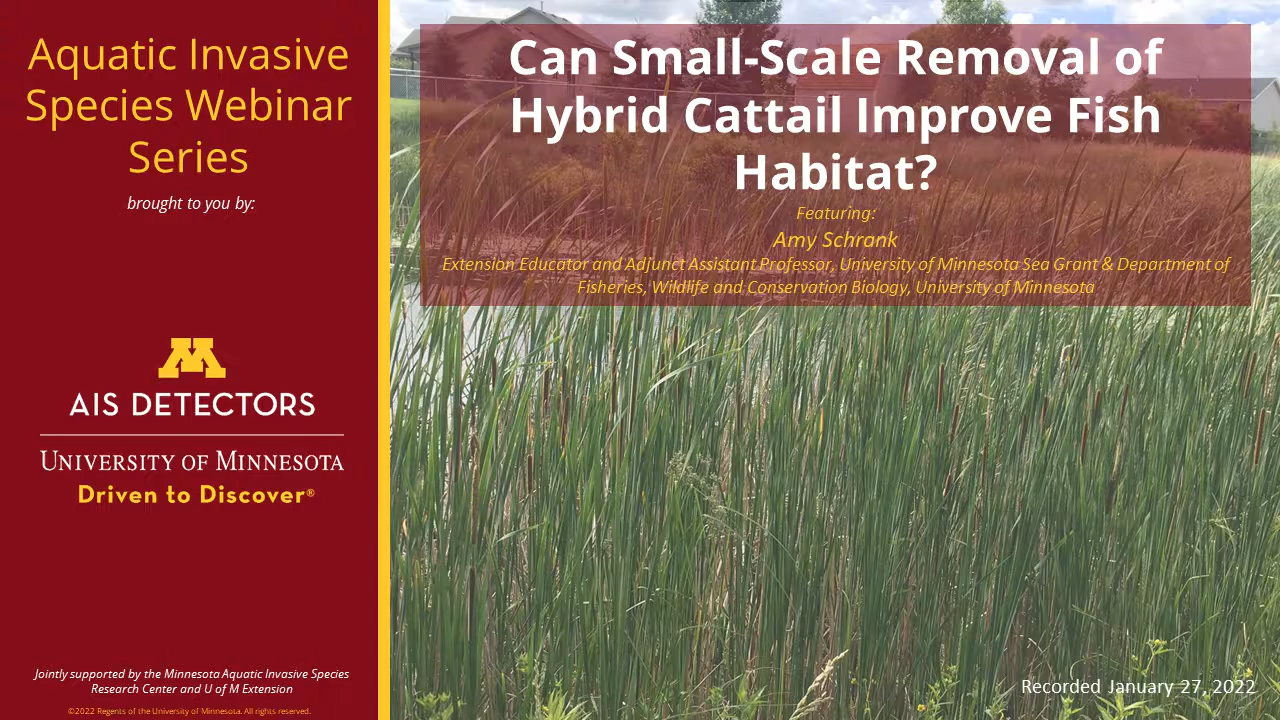 Aquatic Invasive
Species Webinar
Series
brought to you by:
M
AIS DETECTORS
UNIVERSITY OF MINNESOTA
Driven to Discover®
Jointly supported by the Minnesota Aquatic Invasive Species
Research Center and U of M Extension
©2022 Regents of the University of Minnesota. All rights reserved.
Can Small-Scale Removal of
Hybrid Cattail Improve Fish
Habitat?
Featuring:
Amy Schrank
Extension Educator and Adjunct Assistant Professor, University of Minnesota Sea Grant & Department of
Fisheries, Wildlife and Conservation Biology, University of Minnesota
Recorded January 27, 2022